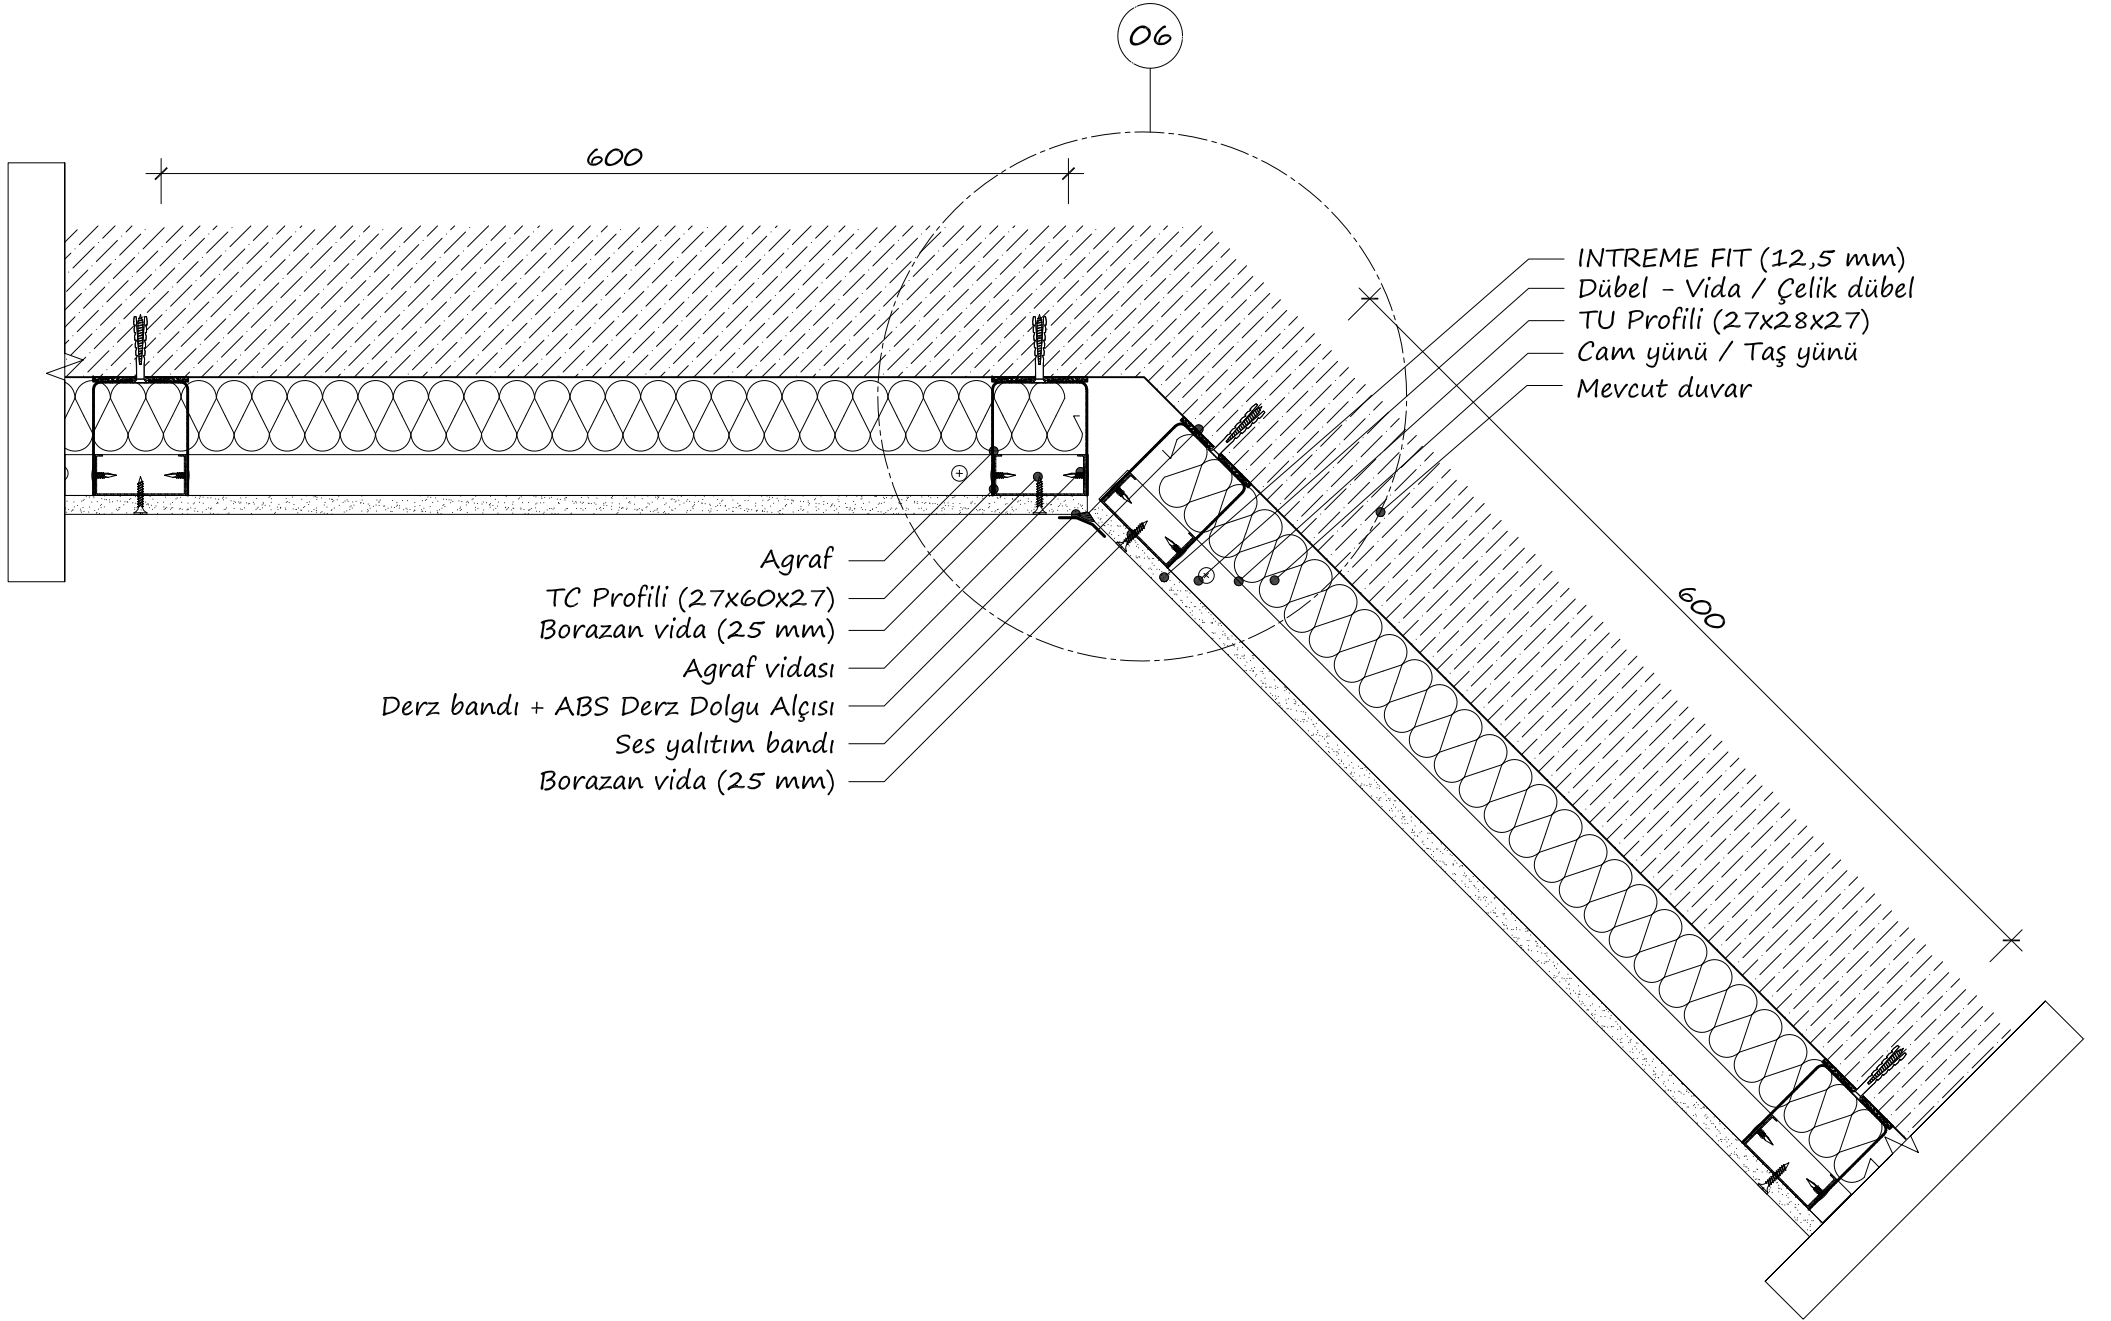 06
600
INTREME FIT (12,5 mm)
Dübel - Vida / Çelik dübel
TU Profili (27x28x27)
Cam yünü / Taş yünü
Mevcut duvar
600
Agraf
TC Profili (27x60x27)
Borazan vida (25 mm)
Agraf vidası
Derz bandı + ABS Derz Dolgu Alçısı
Ses yalıtım bandı
Borazan vida (25 mm)